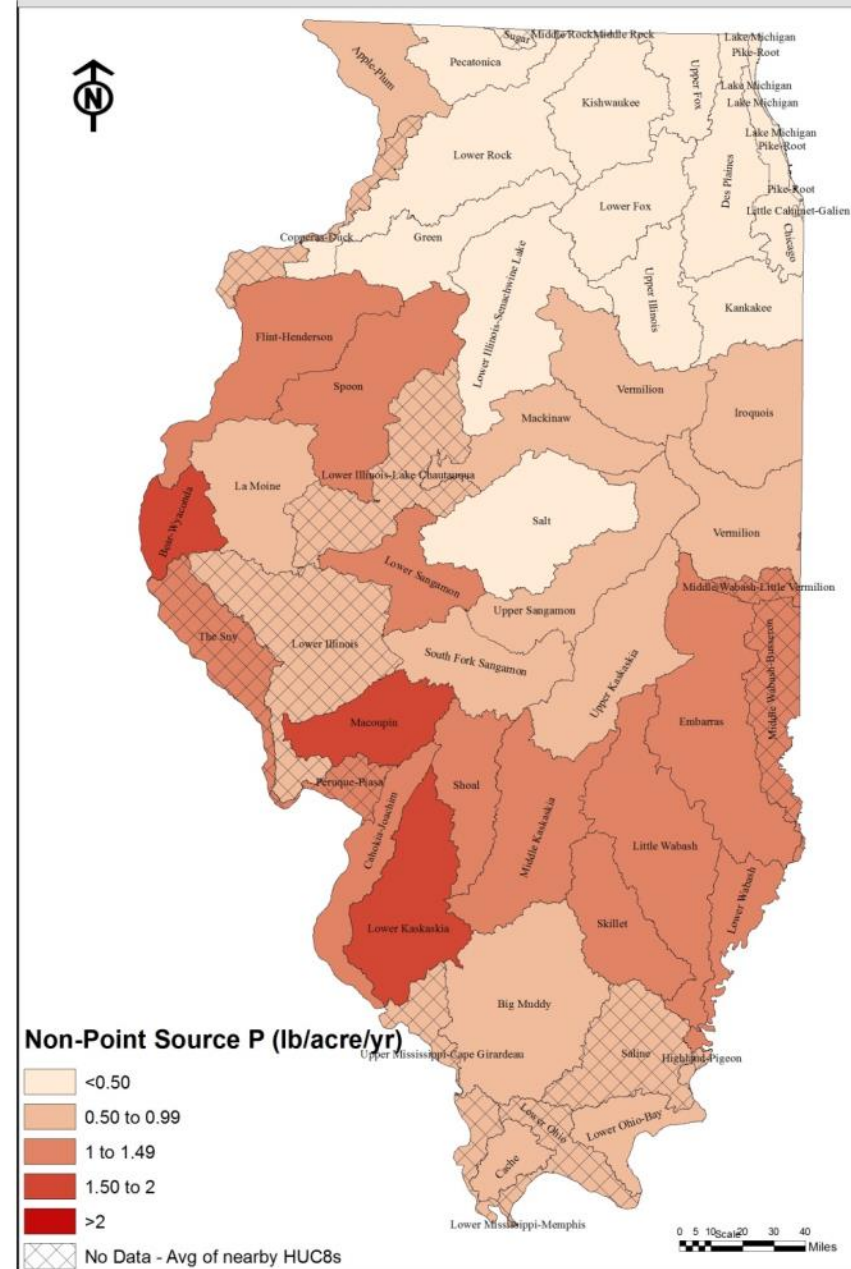 Lake Michigan
Sugar
Middle Rock
Middle Rock
Pike-Root
Apple-Plum
Pecatonica
Upper Fox
Lake Michigan
N
Kishwaukee
Lake Michigan
Lake Michigan
Pike-Root
Lower Rock
Des Plaines
Pike-Root
Lower Fox
Little Calumet-Galien
Copperas-Duck
Green
Chicago
Lower Illinois-Senachwine Lake
Upper Illinois
Kankakee
Flint-Henderson
Spoon
Vermilion
Iroquois
Mackinaw
Lower Illinois-Lake Chautauqua
La Moine
Bear-Wyaconda
Salt
Vermilion
Lower Sangamon
Middle Wabash-Little Vermilion
Upper Sangamon
The Sny
Lower Illinois
South Fork Sangamon
Upper Kaskaskia
Middle Wabash-Busseron
Macoupin
Embarras
Peruque-Piasa
Shoal
Cahokia-Joachim
Middle Kaskaskia
Little Wabash
Lower Wabash
Lower Kaskaskia
Skillet
Big Muddy
Non-Point Source P (lb/acre/yr)
Upper Mississippi-Cape Girardeau
Saline
Highland-Pigeon
<0.50
0.50 to 0.99
Lower Ohio
Lower Ohio-Bay
1 to 1.49
Cache
1.50 to 2
>2
Lower Mississippi-Memphis
No Data - Avg of nearby HUC8s
Scale
0 5 10 20 30 40
Miles